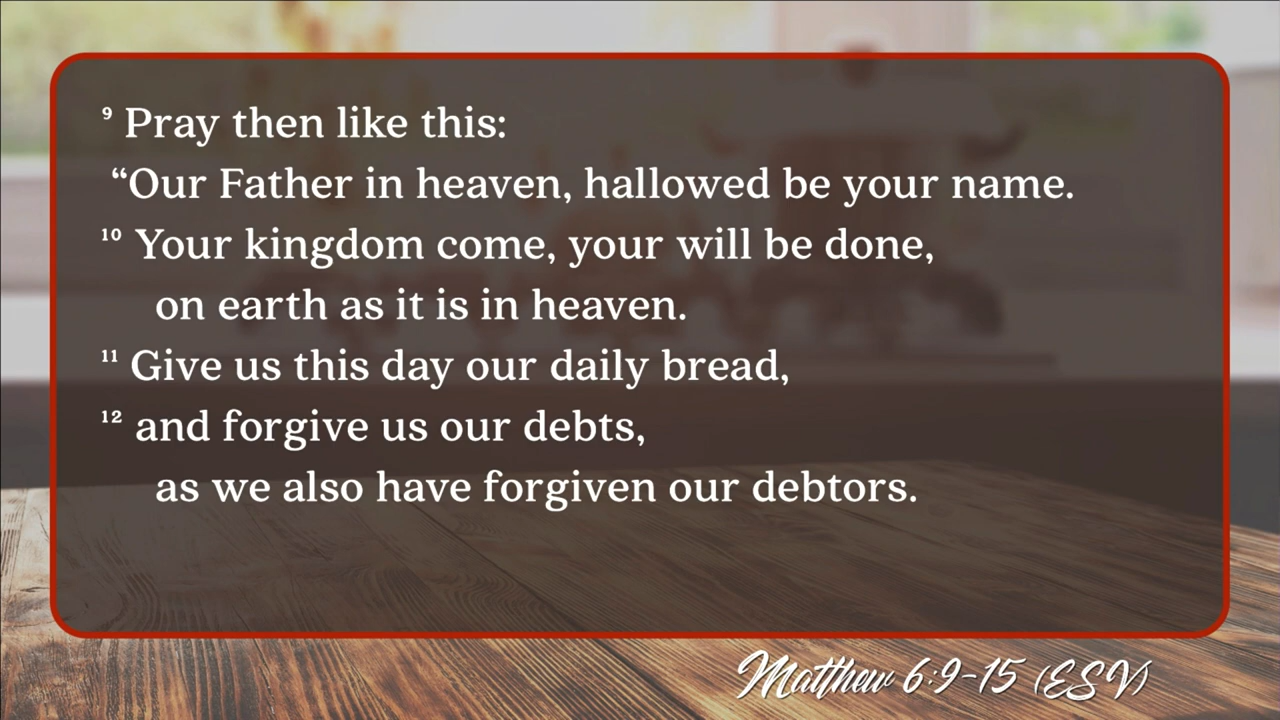 ⁹ Pray then like this:
“Our Father in heaven, hallowed be your name.
¹⁰ Your kingdom come, your will be done,
on earth as it is in heaven.
¹¹ Give us this day our daily bread,
¹² and forgive us our debts,
as we also have forgiven our debtors.
Matthew 6:9-15 (ESV)